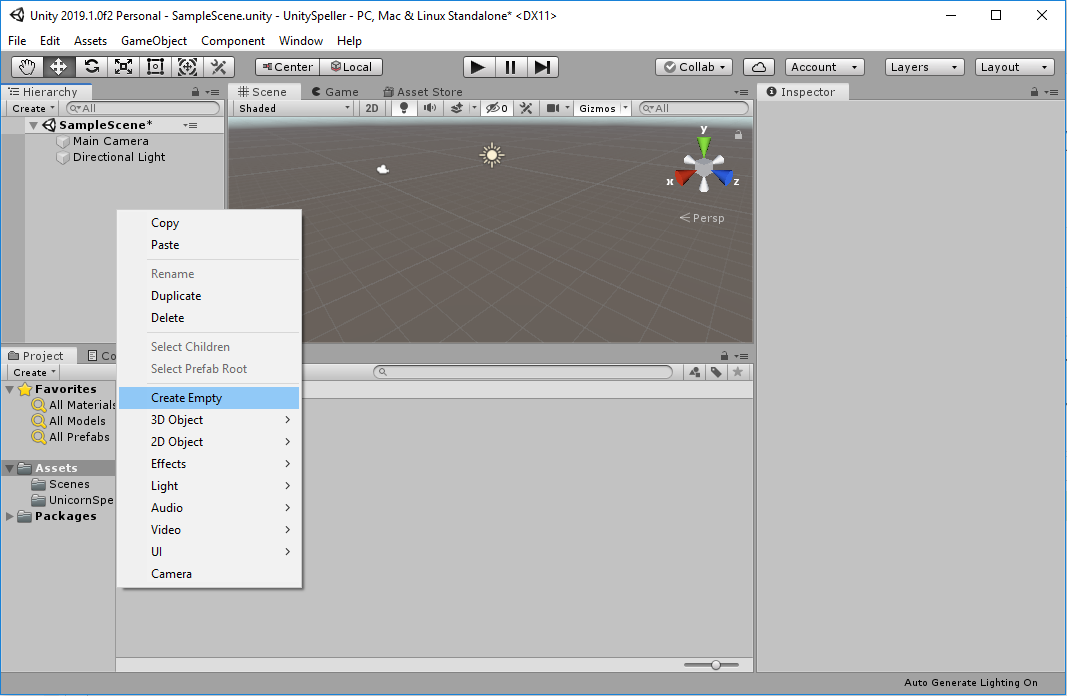 Unity 2019.1.0f2 Personal - SampleScene.unity - UnitySpeller - PC, Mac & Linux Standalone* <DX11>
File Edit Assets GameObject Component Window Help
Center Local Collab Account Layers Layout
Hierarchy
Create All
SampleScene*
Main Camera
Directional Light
Scene Game Asset Store
Shaded 2D 0 Gizmos All
y
x z
Persp
Inspector
Copy
Paste
Rename
Duplicate
Delete
Select Children
Select Prefab Root
Create Empty
3D Object
2D Object
Effects
Light
Audio
Video
UI
Camera
Project Co
Create
Favorites
All Materials
All Models
All Prefabs
Assets
Scenes
UnicornSpe
Packages
Auto Generate Lighting On